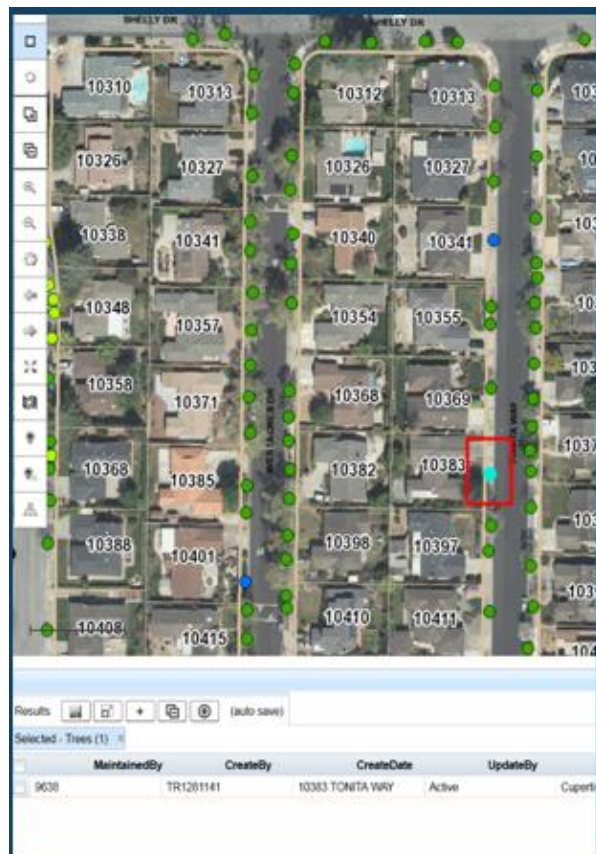 SHELLY DR SHELLY DR
10310 10313 10312 10313
10326 10327 10326 10327
10338 10341 10340 10341
10348 10357 10354 10355
10358 10371 10368 10369
10368 10385 10382 10383
10388 10401 10398 10397
10408 10415 10410 10411
Results + (auto save)
Selected - Trees (1)
MaintainedBy CreateBy CreateDate UpdateBy
9638 TR1281141 10383 TONITA WAY Active